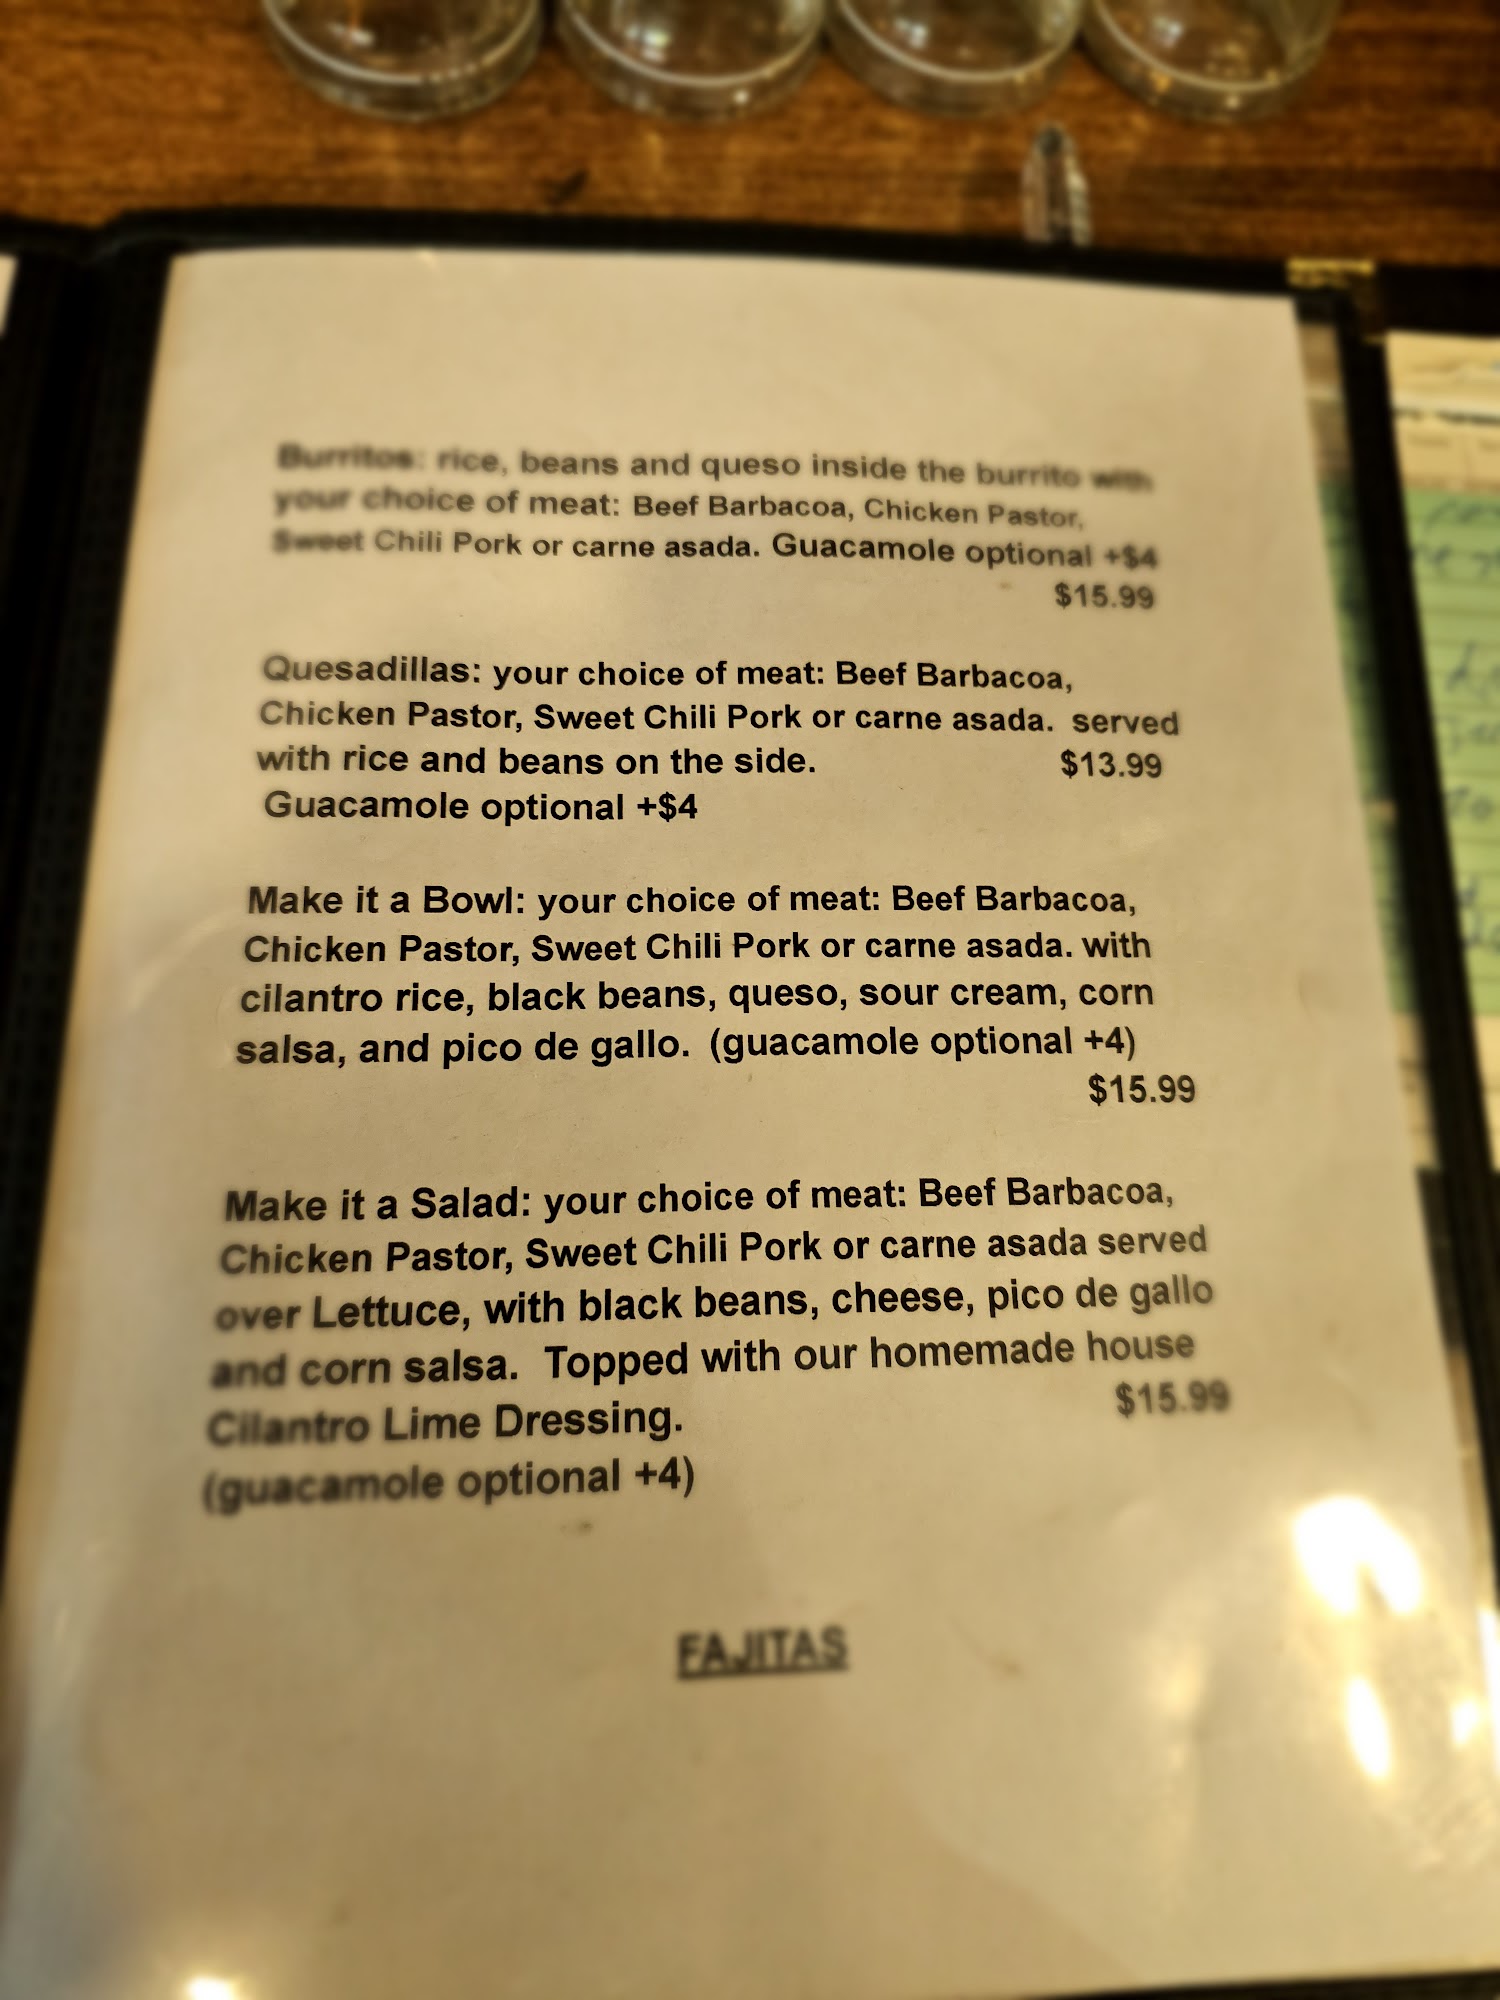 Burritos: rice, beans and queso inside the burrito with
your choice of meat: Beef Barbacoa, Chicken Pastor,
Sweet Chili Pork or carne asada. Guacamole optional +$4
$15.99
Quesadillas: your choice of meat: Beef Barbacoa,
Chicken Pastor, Sweet Chili Pork or carne asada. served
with rice and beans on the side. $13.99
Guacamole optional +$4
Make it a Bowl: your choice of meat: Beef Barbacoa,
Chicken Pastor, Sweet Chili Pork or carne asada. with
cilantro rice, black beans, queso, sour cream, corn
salsa, and pico de gallo. (guacamole optional +4)
$15.99
Make it a Salad: your choice of meat: Beef Barbacoa,
Chicken Pastor, Sweet Chili Pork or carne asada served
over Lettuce, with black beans, cheese, pico de gallo
and corn salsa. Topped with our homemade house
Cilantro Lime Dressing. $15.99
(guacamole optional +4)
FAJITAS